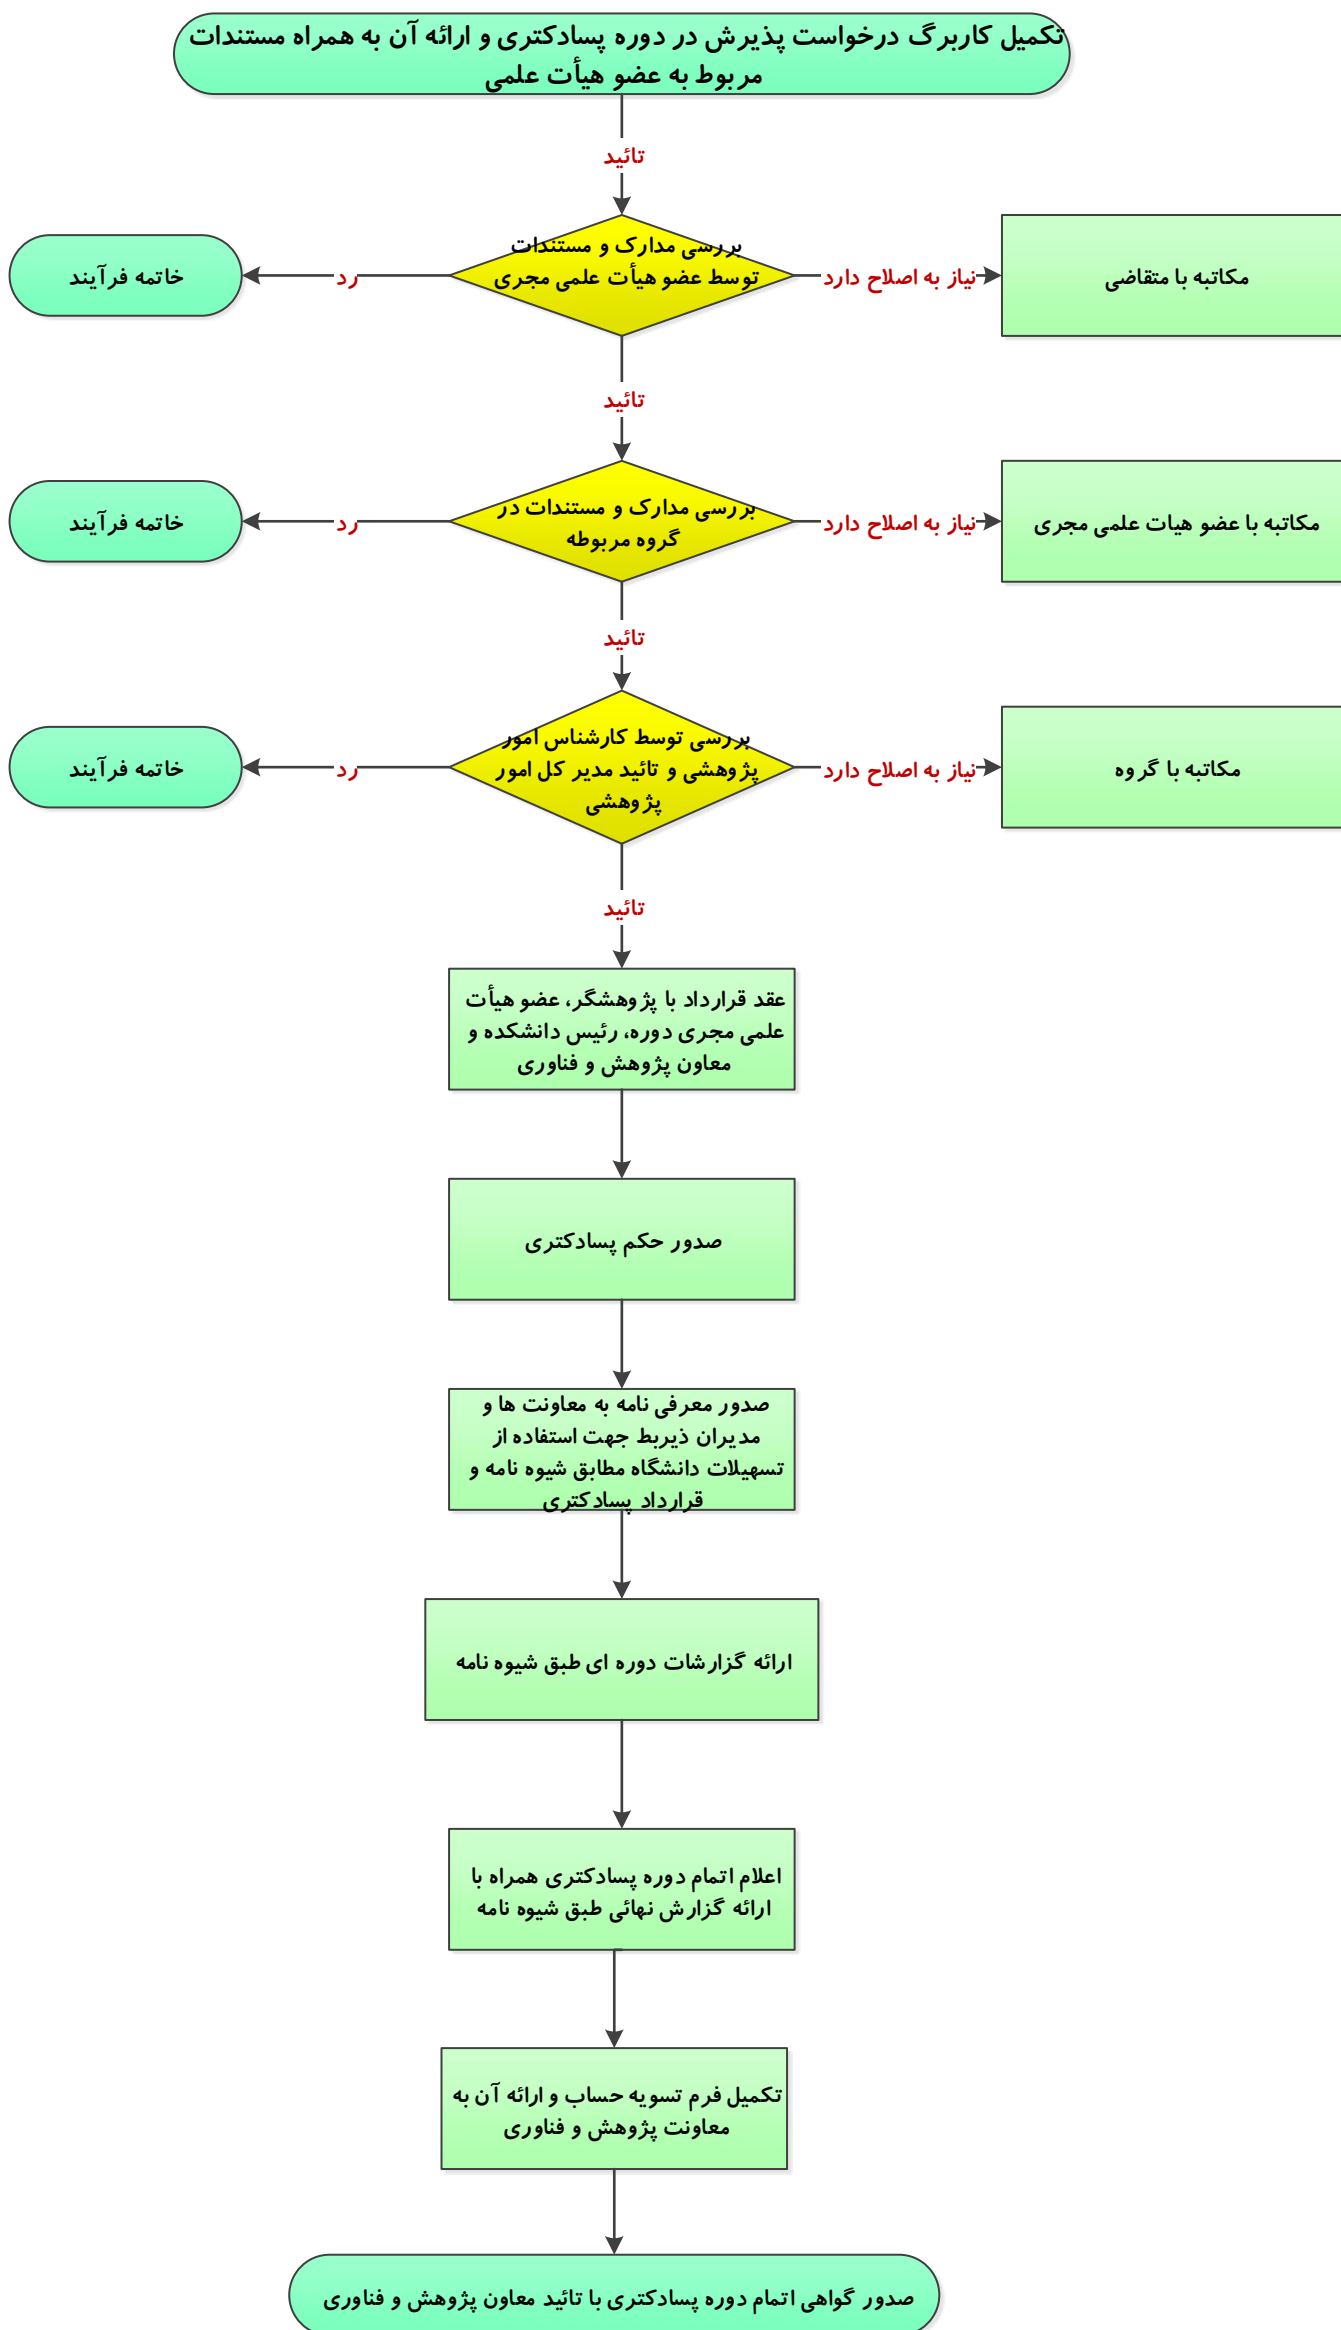 تکمیل کاربرگ درخواست پذیرش در دوره پسادکتری و ارائه آن به همراه مستندات
مربوط به عضو هیأت علمی
تائید
بررسی مدارک و مستندات
توسط عضو هیأت علمی مجری
نیاز به اصلاح دارد
مکاتبه با متقاضی
رد
خاتمه فرآیند
تائید
بررسی مدارک و مستندات در
گروه مربوطه
نیاز به اصلاح دارد
مکاتبه با عضو هیات علمی مجری
رد
خاتمه فرآیند
تائید
بررسی توسط کارشناس امور
پژوهشی و تائید مدیر کل امور
پژوهشی
نیاز به اصلاح دارد
مکاتبه با گروه
رد
خاتمه فرآیند
تائید
عقد قرارداد با پژوهشگر، عضو هیأت
علمی مجری دوره، رئیس دانشکده و
معاون پژوهش و فناوری
صدور حکم پسادکتری
صدور معرفی نامه به معاونت ها و
مدیران ذیربط جهت استفاده از
تسهیلات دانشگاه مطابق شیوه نامه و
قرارداد پسادکتری
ارائه گزارشات دوره ای طبق شیوه نامه
اعلام اتمام دوره پسادکتری همراه با
ارائه گزارش نهائی طبق شیوه نامه
تکمیل فرم تسویه حساب و ارائه آن به
معاونت پژوهش و فناوری
صدور گواهی اتمام دوره پسادکتری با تائید معاون پژوهش و فناوری